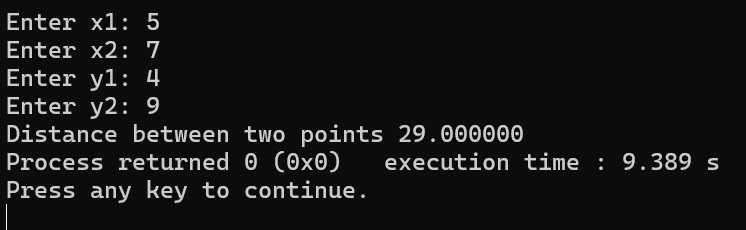 Enter x1: 5
Enter x2: 7
Enter y1: 4
Enter y2: 9
Distance between two points 29.000000
Process returned 0 (0x0)   execution time : 9.389 s
Press any key to continue.